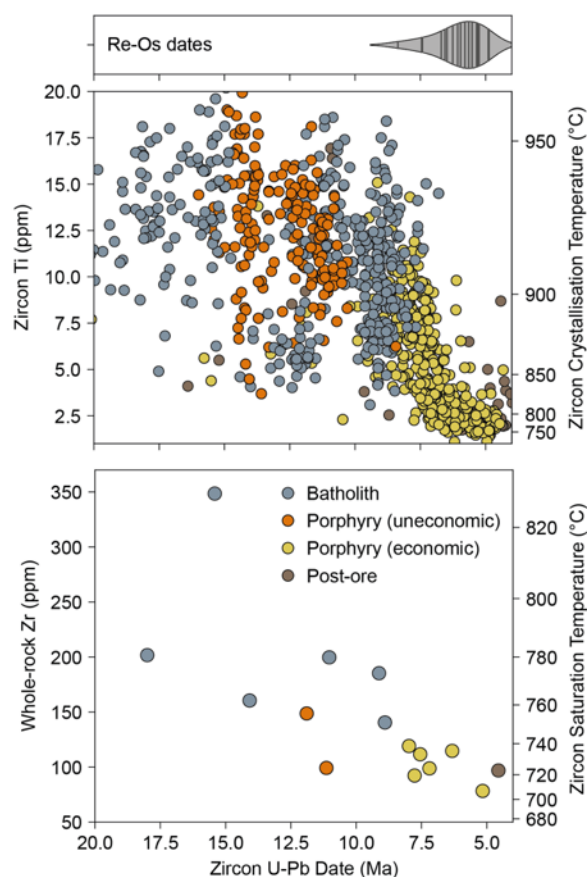 Re-Os dates
Zircon Ti (ppm)
20.0
17.5
15.0
12.5
10.0
7.5
5.0
2.5
950
900
850
800
750
Zircon Crystallisation Temperature (°C)
Whole-rock Zr (ppm)
350
300
250
200
150
100
50
Batholith
Porphyry (uneconomic)
Porphyry (economic)
Post-ore
820
800
780
760
740
720
700
680
Zircon Saturation Temperature (°C)
20.0 17.5 15.0 12.5 10.0 7.5 5.0
Zircon U-Pb Date (Ma)